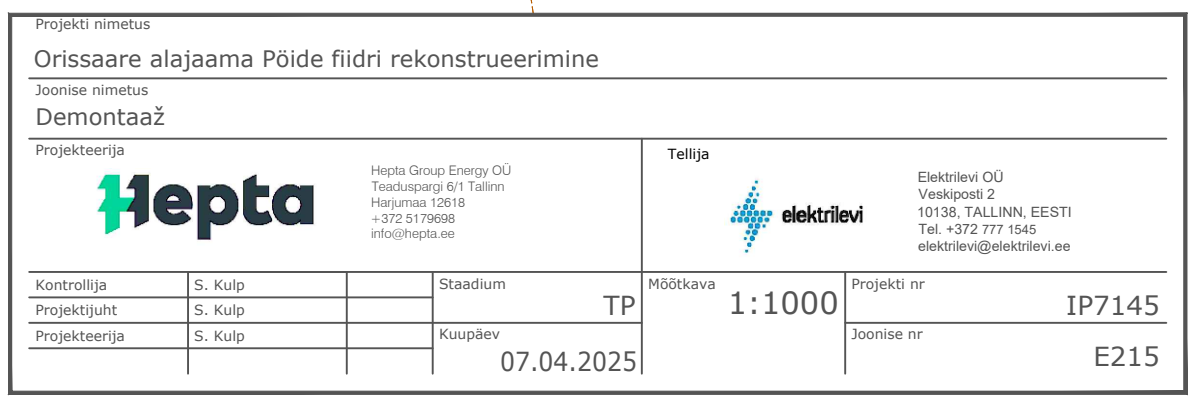 Projekti nimetus
Orissaare alajaama Pöide fiidri rekonstrueerimine
Joonise nimetus
Demontaaž
Projekteerija
Hepta
Hepta Group Energy OÜ
Teaduspargi 6/1 Tallinn
Harjumaa 12618
+372 5179698
info@hepta.ee
Tellija
elektrilevi
Elektrilevi OÜ
Veskiposti 2
10138, TALLINN, EESTI
Tel. +372 777 1545
elektrilevi@elektrilevi.ee
Kontrollija S. Kulp
Projektijuht S. Kulp
Projekteerija S. Kulp
Staadium
TP
Kuupäev
07.04.2025
Mõõtkava
1:1000
Projekti nr
IP7145
Joonise nr
E215